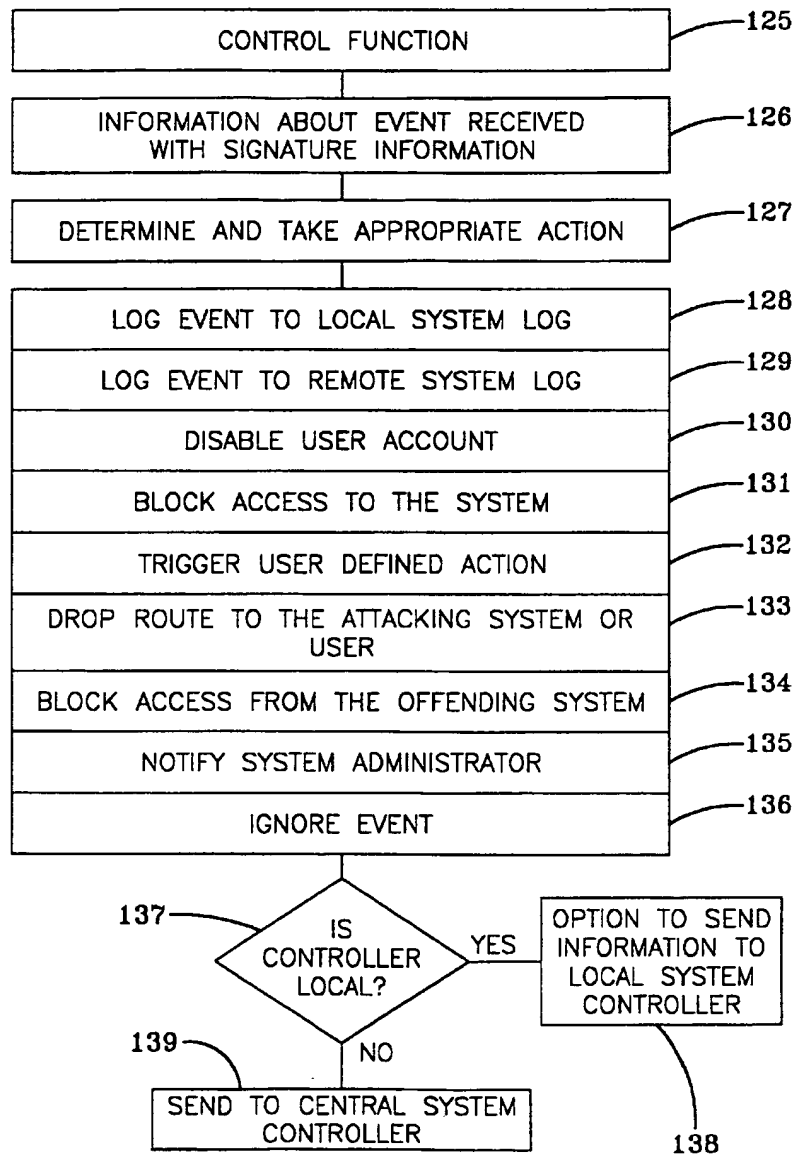 CONTROL FUNCTION
125
INFORMATION ABOUT EVENT RECEIVED
WITH SIGNATURE INFORMATION
126
DETERMINE AND TAKE APPROPRIATE ACTION
127
LOG EVENT TO LOCAL SYSTEM LOG
128
LOG EVENT TO REMOTE SYSTEM LOG
129
DISABLE USER ACCOUNT
130
BLOCK ACCESS TO THE SYSTEM
131
TRIGGER USER DEFINED ACTION
132
DROP ROUTE TO THE ATTACKING SYSTEM OR
USER
133
BLOCK ACCESS FROM THE OFFENDING SYSTEM
134
NOTIFY SYSTEM ADMINISTRATOR
135
IGNORE EVENT
136
137
IS
CONTROLLER
LOCAL?
YES
OPTION TO SEND
INFORMATION TO
LOCAL SYSTEM
CONTROLLER
138
NO
139
SEND TO CENTRAL SYSTEM
CONTROLLER